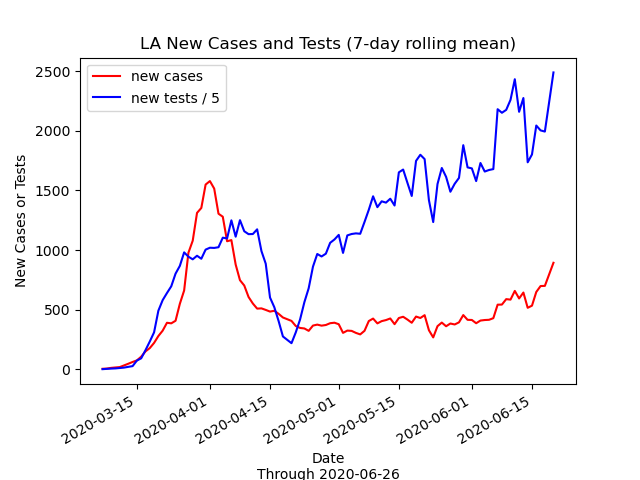 LA New Cases and Tests (7-day rolling mean)
new cases
new tests / 5
New Cases or Tests
2500
2000
1500
1000
500
0
2020-03-15
2020-04-01
2020-04-15
2020-05-01
2020-05-15
2020-06-01
2020-06-15
Date
Through 2020-06-26